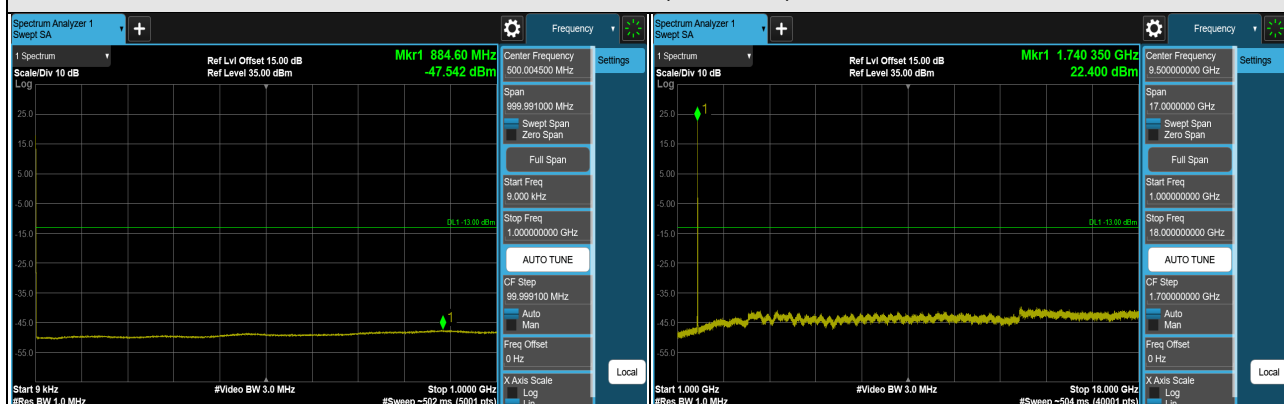 Spectrum Analyzer 1
Swept SA
+
Frequency
1 Spectrum
Scale/Div 10 dB
Log
Ref Lvl Offset 15.00 dB
Ref Level 35.00 dBm
Mkr1 884.60 MHz
-47.542 dBm
25.0
15.0
5.00
-5.00
-15.0
-25.0
-35.0
-45.0
-55.0
1
DL1 -13.00 dBm
Start 9 kHz
#Res BW 1.0 MHz
#Video BW 3.0 MHz
Stop 1.0000 GHz
#Sweep ~502 ms (5001 pts)
Center Frequency
500.004500 MHz
Span
999.991000 MHz
Swept Span
Zero Span
Full Span
Start Freq
9.000 kHz
Stop Freq
1.000000000 GHz
AUTO TUNE
CF Step
99.999100 MHz
Auto
Man
Freq Offset
0 Hz
X Axis Scale
Log
Lin
Settings
Local
Spectrum Analyzer 1
Swept SA
+
Frequency
1 Spectrum
Scale/Div 10 dB
Log
Ref Lvl Offset 15.00 dB
Ref Level 35.00 dBm
Mkr1 1.740 350 GHz
22.400 dBm
25.0
15.0
5.00
-5.00
-15.0
-25.0
-35.0
-45.0
-55.0
1
DL1 -13.00 dBm
Start 1.000 GHz
#Res BW 1.0 MHz
#Video BW 3.0 MHz
Stop 18.000 GHz
#Sweep ~504 ms (40001 pts)
Center Frequency
9.500000000 GHz
Span
17.0000000 GHz
Swept Span
Zero Span
Full Span
Start Freq
1.000000000 GHz
Stop Freq
18.000000000 GHz
AUTO TUNE
CF Step
1.700000000 GHz
Auto
Man
Freq Offset
0 Hz
X Axis Scale
Log
Lin
Settings
Local